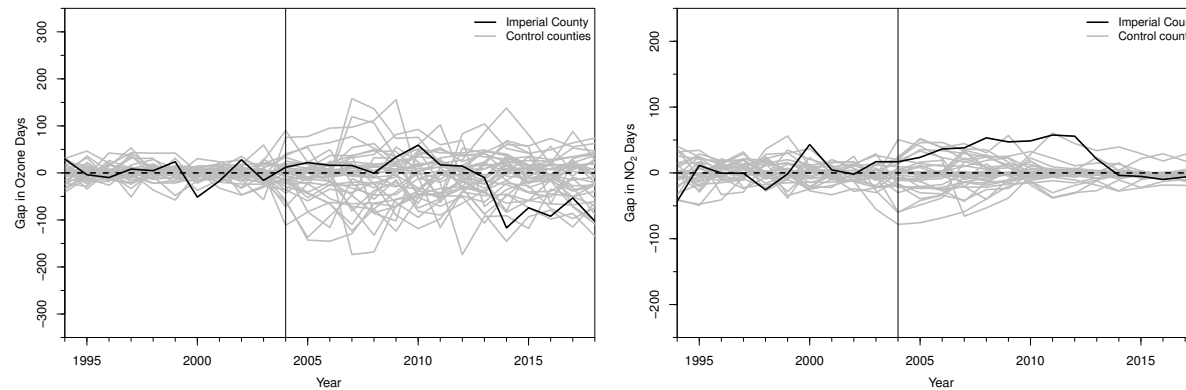 Imperial County
Control counties
300
200
100
0
-100
-200
-300
Gap in Ozone Days
1995 2000 2005 2010 2015
Year
Imperial Coun
Control count
200
100
0
-100
-200
Gap in NO₂ Days
1995 2000 2005 2010 2015
Year